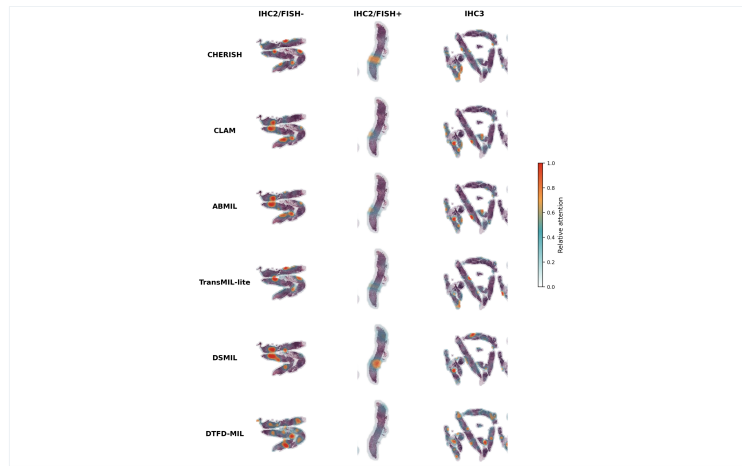 IHC2/FISH- IHC2/FISH+ IHC3
CHERISH
CLAM
ABMIL
TransMIL-lite
DSMIL
DTFD-MIL
1.0
0.8
0.6
0.4
0.2
0.0
Relative attention